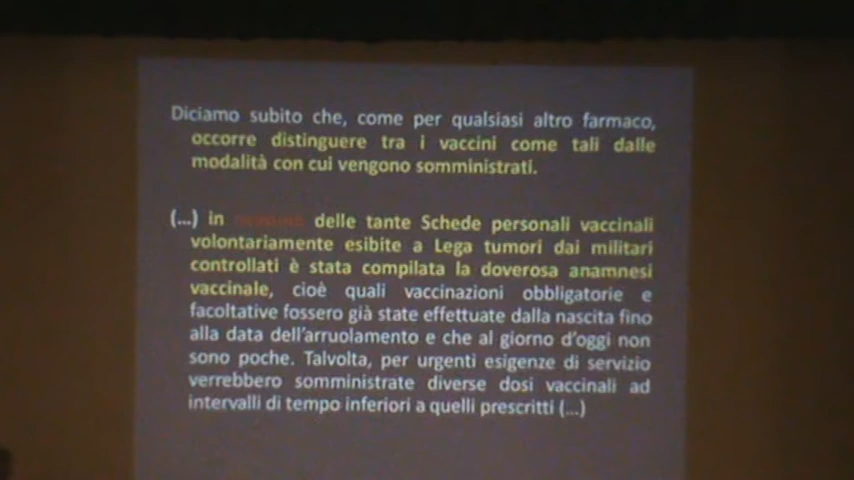 Diciamo subito che, come per qualsiasi altro farmaco,
occorre distinguere tra i vaccini come tali dalle
modalità con cui vengono somministrati.
(...) in delle tante Schede personali vaccinali
volontariamente esibite a Lega tumori dai militari
controllati è stata compilata la doverosa anamnesi
vaccinale, cioè quali vaccinazioni obbligatorie e
facoltative fossero già state effettuate dalla nascita fino
alla data dell'arruolamento e che al giorno d'oggi non
sono poche. Talvolta, per urgenti esigenze di servizio
verrebbero somministrate diverse dosi vaccinali ad
intervalli di tempo inferiori a quelli prescritti (...)